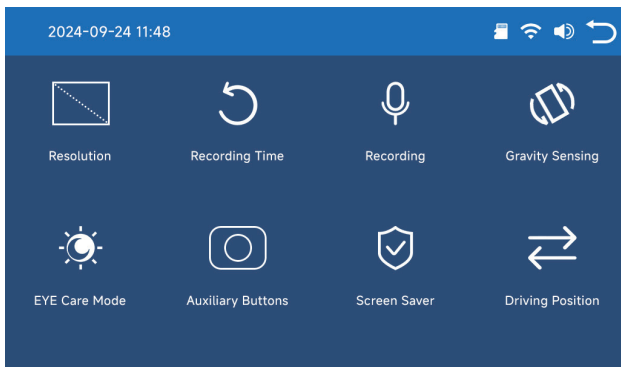 2024-09-24 11:48
Resolution Recording Time Recording Gravity Sensing
EYE Care Mode Auxiliary Buttons Screen Saver Driving Position